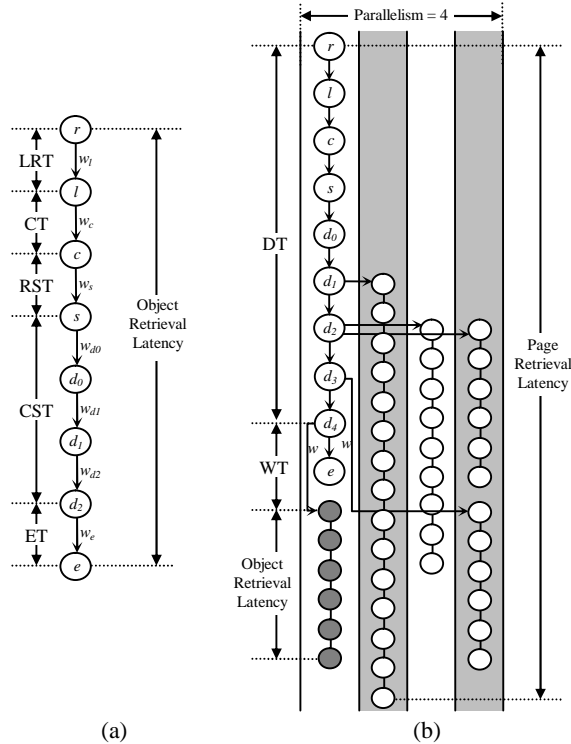 r
LRT
w_l
l
CT
w_c
c
RST
w_s
s
w_d0
d_0
CST
w_d1
d_1
w_d2
d_2
ET
w_e
e
Object
Retrieval
Latency
(a)
Parallelism = 4
r
l
c
s
d_0
DT
d_1
d_2
d_3
d_4
w
w
WT
e
Object
Retrieval
Latency
Page
Retrieval
Latency
(b)